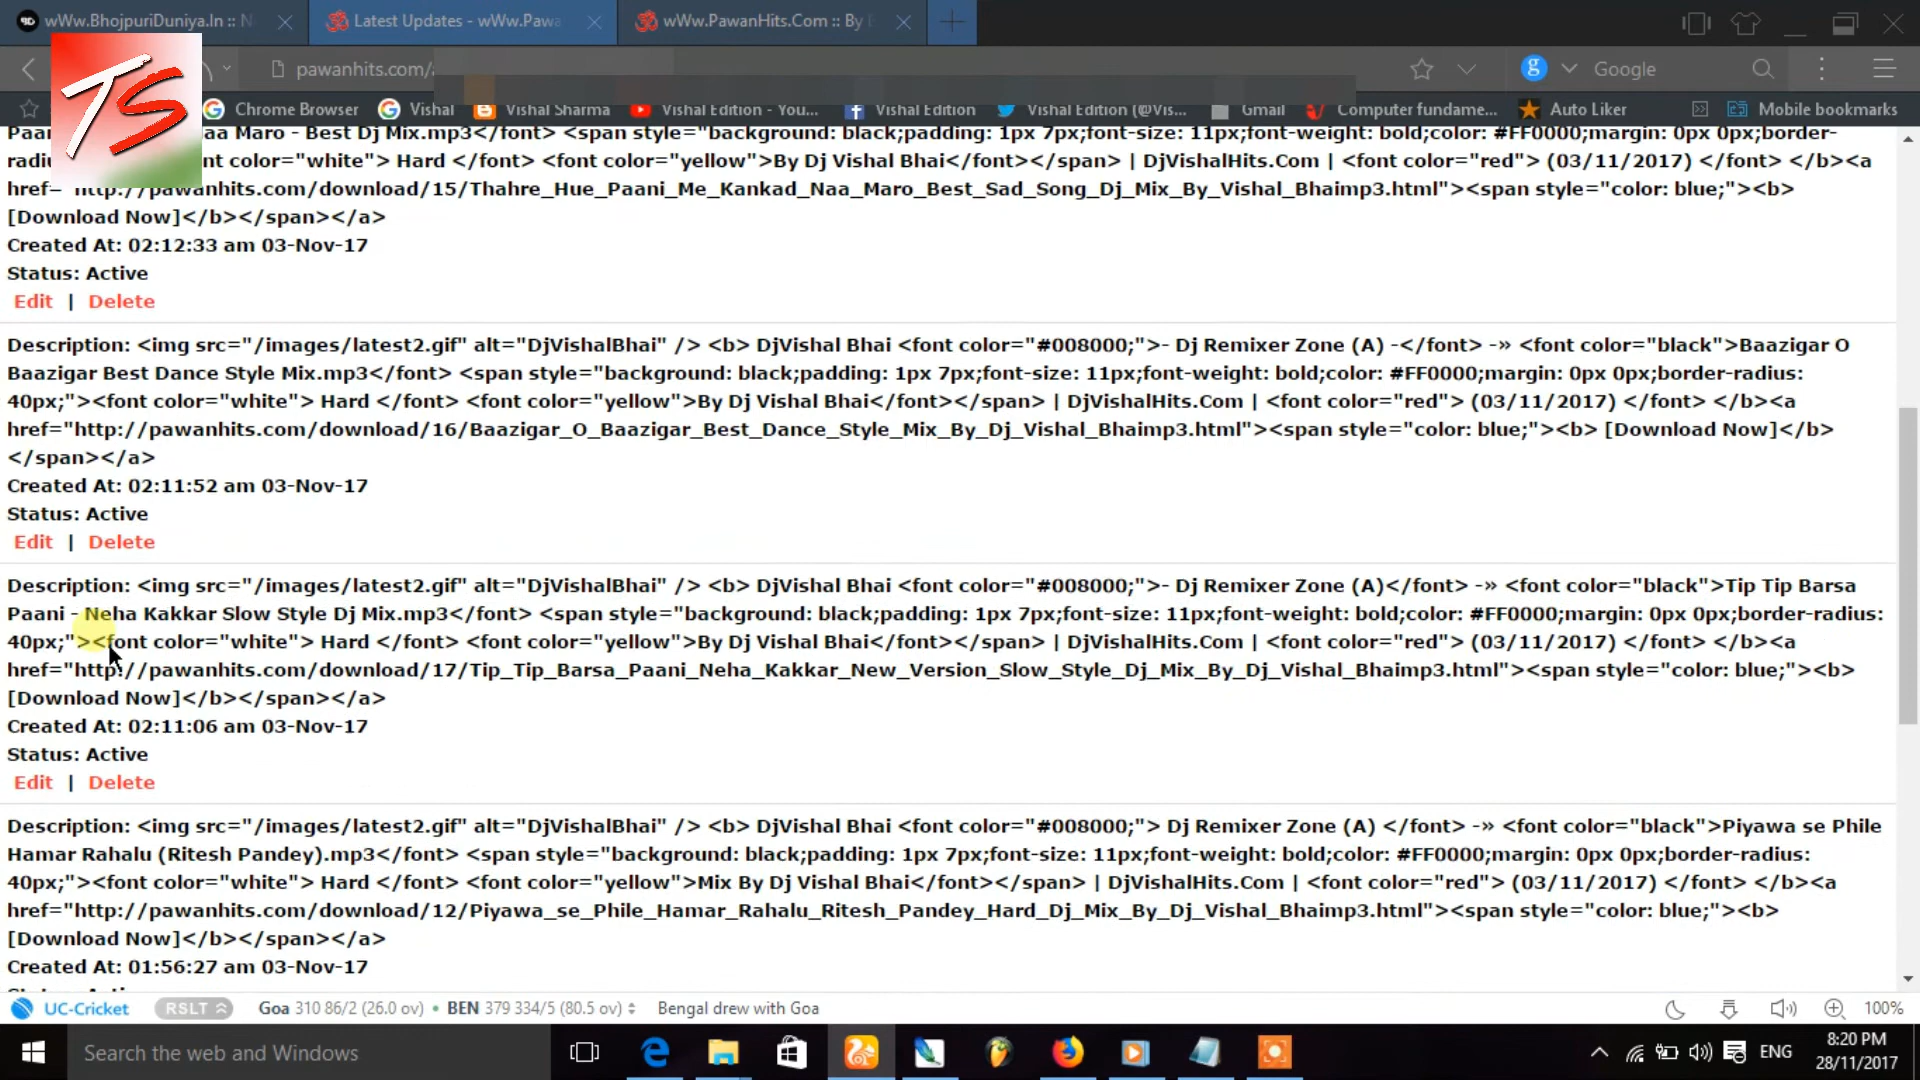 wWw.BhojpuriDuniya.In :: N
Latest Updates - wWw.Pawa
wWw.PawanHits.Com :: By
pawanhits.com/
Google
TS
Chrome Browser
Vishal
Vishal Sharma
Vishal Edition - You...
Vishal Edition
Vishal Edition (@Vis...
Gmail
Computer fundame...
Auto Liker
Mobile bookmarks
Paan aa Maro - Best Dj Mix.mp3</font> <span style="background: black;padding: 1px 7px;font-size: 11px;font-weight: bold;color: #FF0000;margin: 0px 0px;border-
radiu nt color="white"> Hard </font> <font color="yellow">By Dj Vishal Bhai</font></span> | DjVishalHits.Com | <font color="red"> (03/11/2017) </font> </b><a
href="http://pawanhits.com/download/15/Thahre_Hue_Paani_Me_Kankad_Naa_Maro_Best_Sad_Song_Dj_Mix_By_Vishal_Bhaimp3.html"><span style="color: blue;"><b>
[Download Now]</b></span></a>
Created At: 02:12:33 am 03-Nov-17
Status: Active
Edit | Delete
Description: <img src="/images/latest2.gif" alt="DjVishalBhai" /> <b> DjVishal Bhai <font color="#008000;">- Dj Remixer Zone (A) -</font> -» <font color="black">Baazigar O
Baazigar Best Dance Style Mix.mp3</font> <span style="background: black;padding: 1px 7px;font-size: 11px;font-weight: bold;color: #FF0000;margin: 0px 0px;border-radius:
40px;"><font color="white"> Hard </font> <font color="yellow">By Dj Vishal Bhai</font></span> | DjVishalHits.Com | <font color="red"> (03/11/2017) </font> </b><a
href="http://pawanhits.com/download/16/Baazigar_O_Baazigar_Best_Dance_Style_Mix_By_Dj_Vishal_Bhaimp3.html"><span style="color: blue;"><b> [Download Now]</b>
</span></a>
Created At: 02:11:52 am 03-Nov-17
Status: Active
Edit | Delete
Description: <img src="/images/latest2.gif" alt="DjVishalBhai" /> <b> DjVishal Bhai <font color="#008000;">- Dj Remixer Zone (A)</font> -» <font color="black">Tip Tip Barsa
Paani - Neha Kakkar Slow Style Dj Mix.mp3</font> <span style="background: black;padding: 1px 7px;font-size: 11px;font-weight: bold;color: #FF0000;margin: 0px 0px;border-radius:
40px;"><font color="white"> Hard </font> <font color="yellow">By Dj Vishal Bhai</font></span> | DjVishalHits.Com | <font color="red"> (03/11/2017) </font> </b><a
href="http://pawanhits.com/download/17/Tip_Tip_Barsa_Paani_Neha_Kakkar_New_Version_Slow_Style_Dj_Mix_By_Dj_Vishal_Bhaimp3.html"><span style="color: blue;"><b>
[Download Now]</b></span></a>
Created At: 02:11:06 am 03-Nov-17
Status: Active
Edit | Delete
Description: <img src="/images/latest2.gif" alt="DjVishalBhai" /> <b> DjVishal Bhai <font color="#008000;"> Dj Remixer Zone (A) </font> -» <font color="black">Piyawa se Phile
Hamar Rahalu (Ritesh Pandey).mp3</font> <span style="background: black;padding: 1px 7px;font-size: 11px;font-weight: bold;color: #FF0000;margin: 0px 0px;border-radius:
40px;"><font color="white"> Hard </font> <font color="yellow">Mix By Dj Vishal Bhai</font></span> | DjVishalHits.Com | <font color="red"> (03/11/2017) </font> </b><a
href="http://pawanhits.com/download/12/Piyawa_se_Phile_Hamar_Rahalu_Ritesh_Pandey_Hard_Dj_Mix_By_Dj_Vishal_Bhaimp3.html"><span style="color: blue;"><b>
[Download Now]</b></span></a>
Created At: 01:56:27 am 03-Nov-17
UC-Cricket RSLT Goa 310 86/2 (26.0 ov) • BEN 379 334/5 (80.5 ov) Bengal drew with Goa
100%
Search the web and Windows
ENG
8:20 PM
28/11/2017